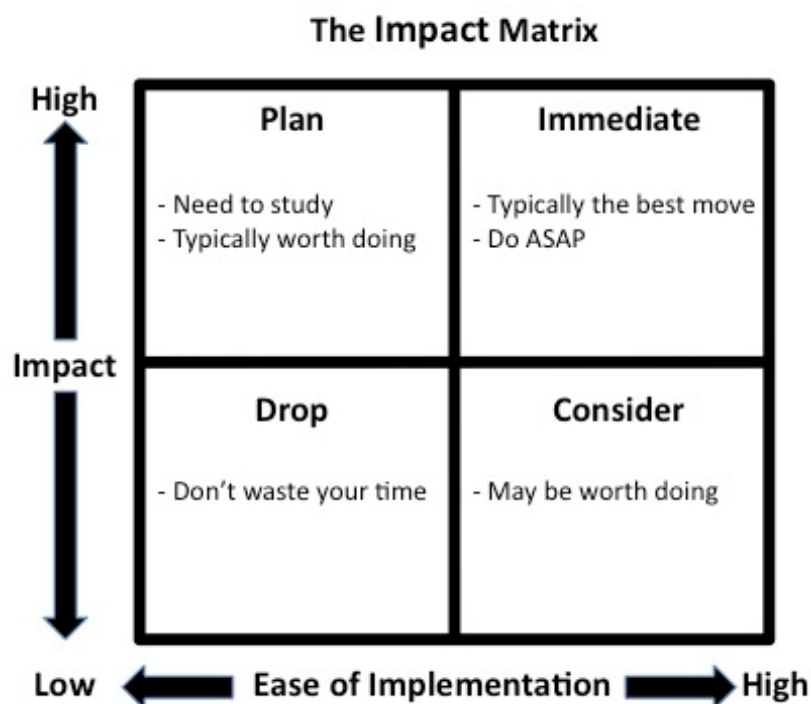 The Impact Matrix
High
Plan
- Need to study
- Typically worth doing
Immediate
- Typically the best move
- Do ASAP
Impact
Drop
- Don't waste your time
Consider
- May be worth doing
Low
Ease of Implementation
High